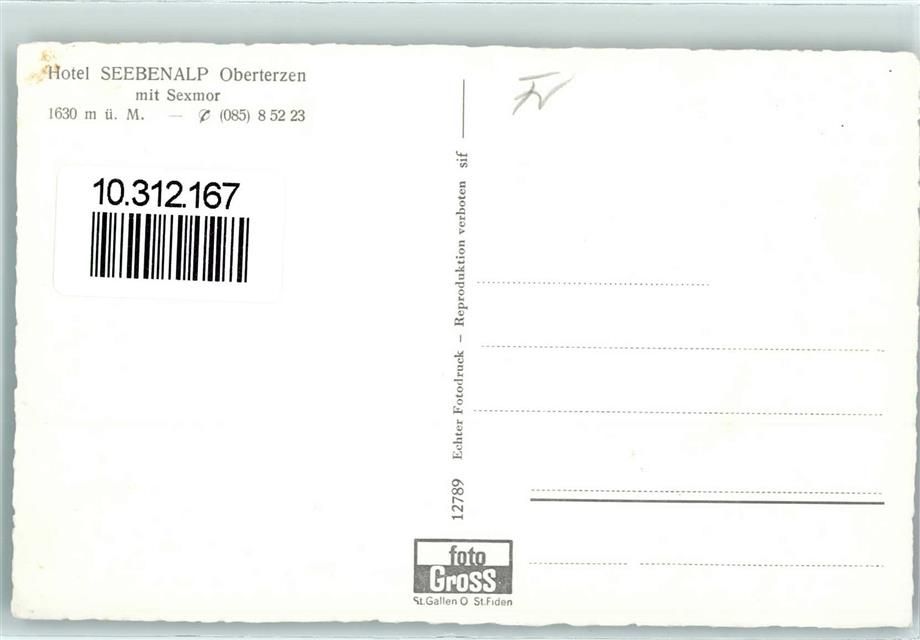 Hotel SEEBENALP Oberterzen
mit Sexmor
1630 m ü. M. — ✆ (085) 8 52 23
10.312.167
12789 Echter Fotodruck – Reproduktion verboten sif
foto
Gross
St.Gallen O St.Fiden